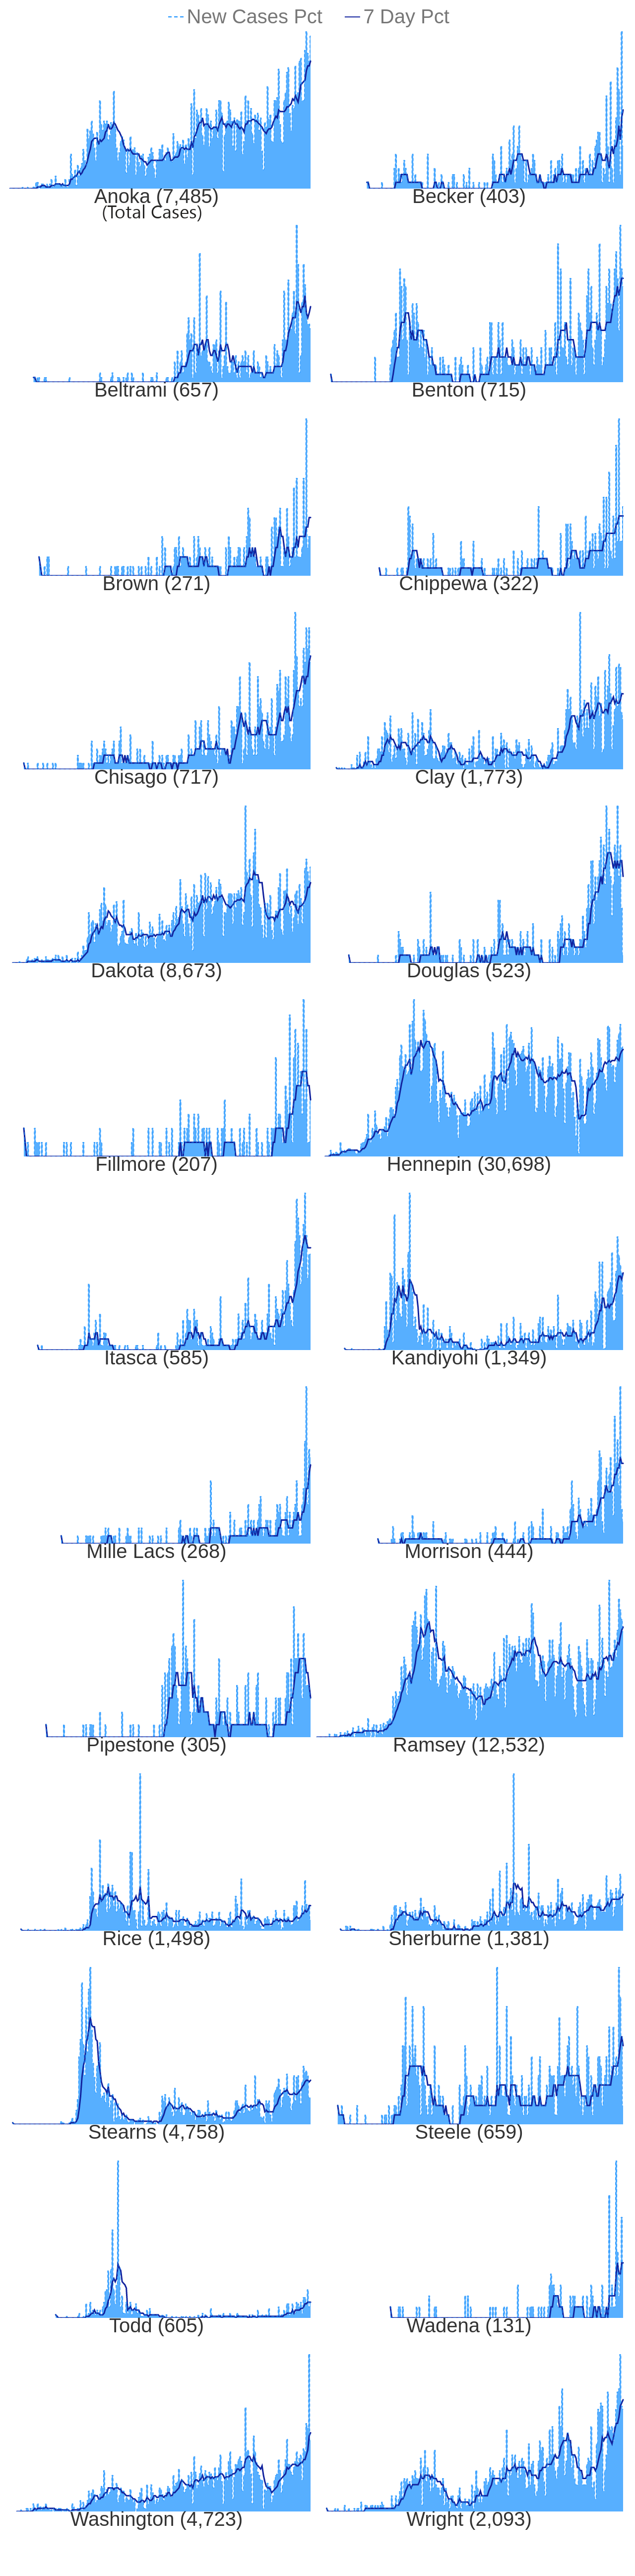 New Cases Pct 7 Day Pct
Anoka (7,485) Becker (403)
(Total Cases)
Beltrami (657) Benton (715)
Brown (271) Chippewa (322)
Chisago (717) Clay (1,773)
Dakota (8,673) Douglas (523)
Fillmore (207) Hennepin (30,698)
Itasca (585) Kandiyohi (1,349)
Mille Lacs (268) Morrison (444)
Pipestone (305) Ramsey (12,532)
Rice (1,498) Sherburne (1,381)
Stearns (4,758) Steele (659)
Todd (605) Wadena (131)
Washington (4,723) Wright (2,093)